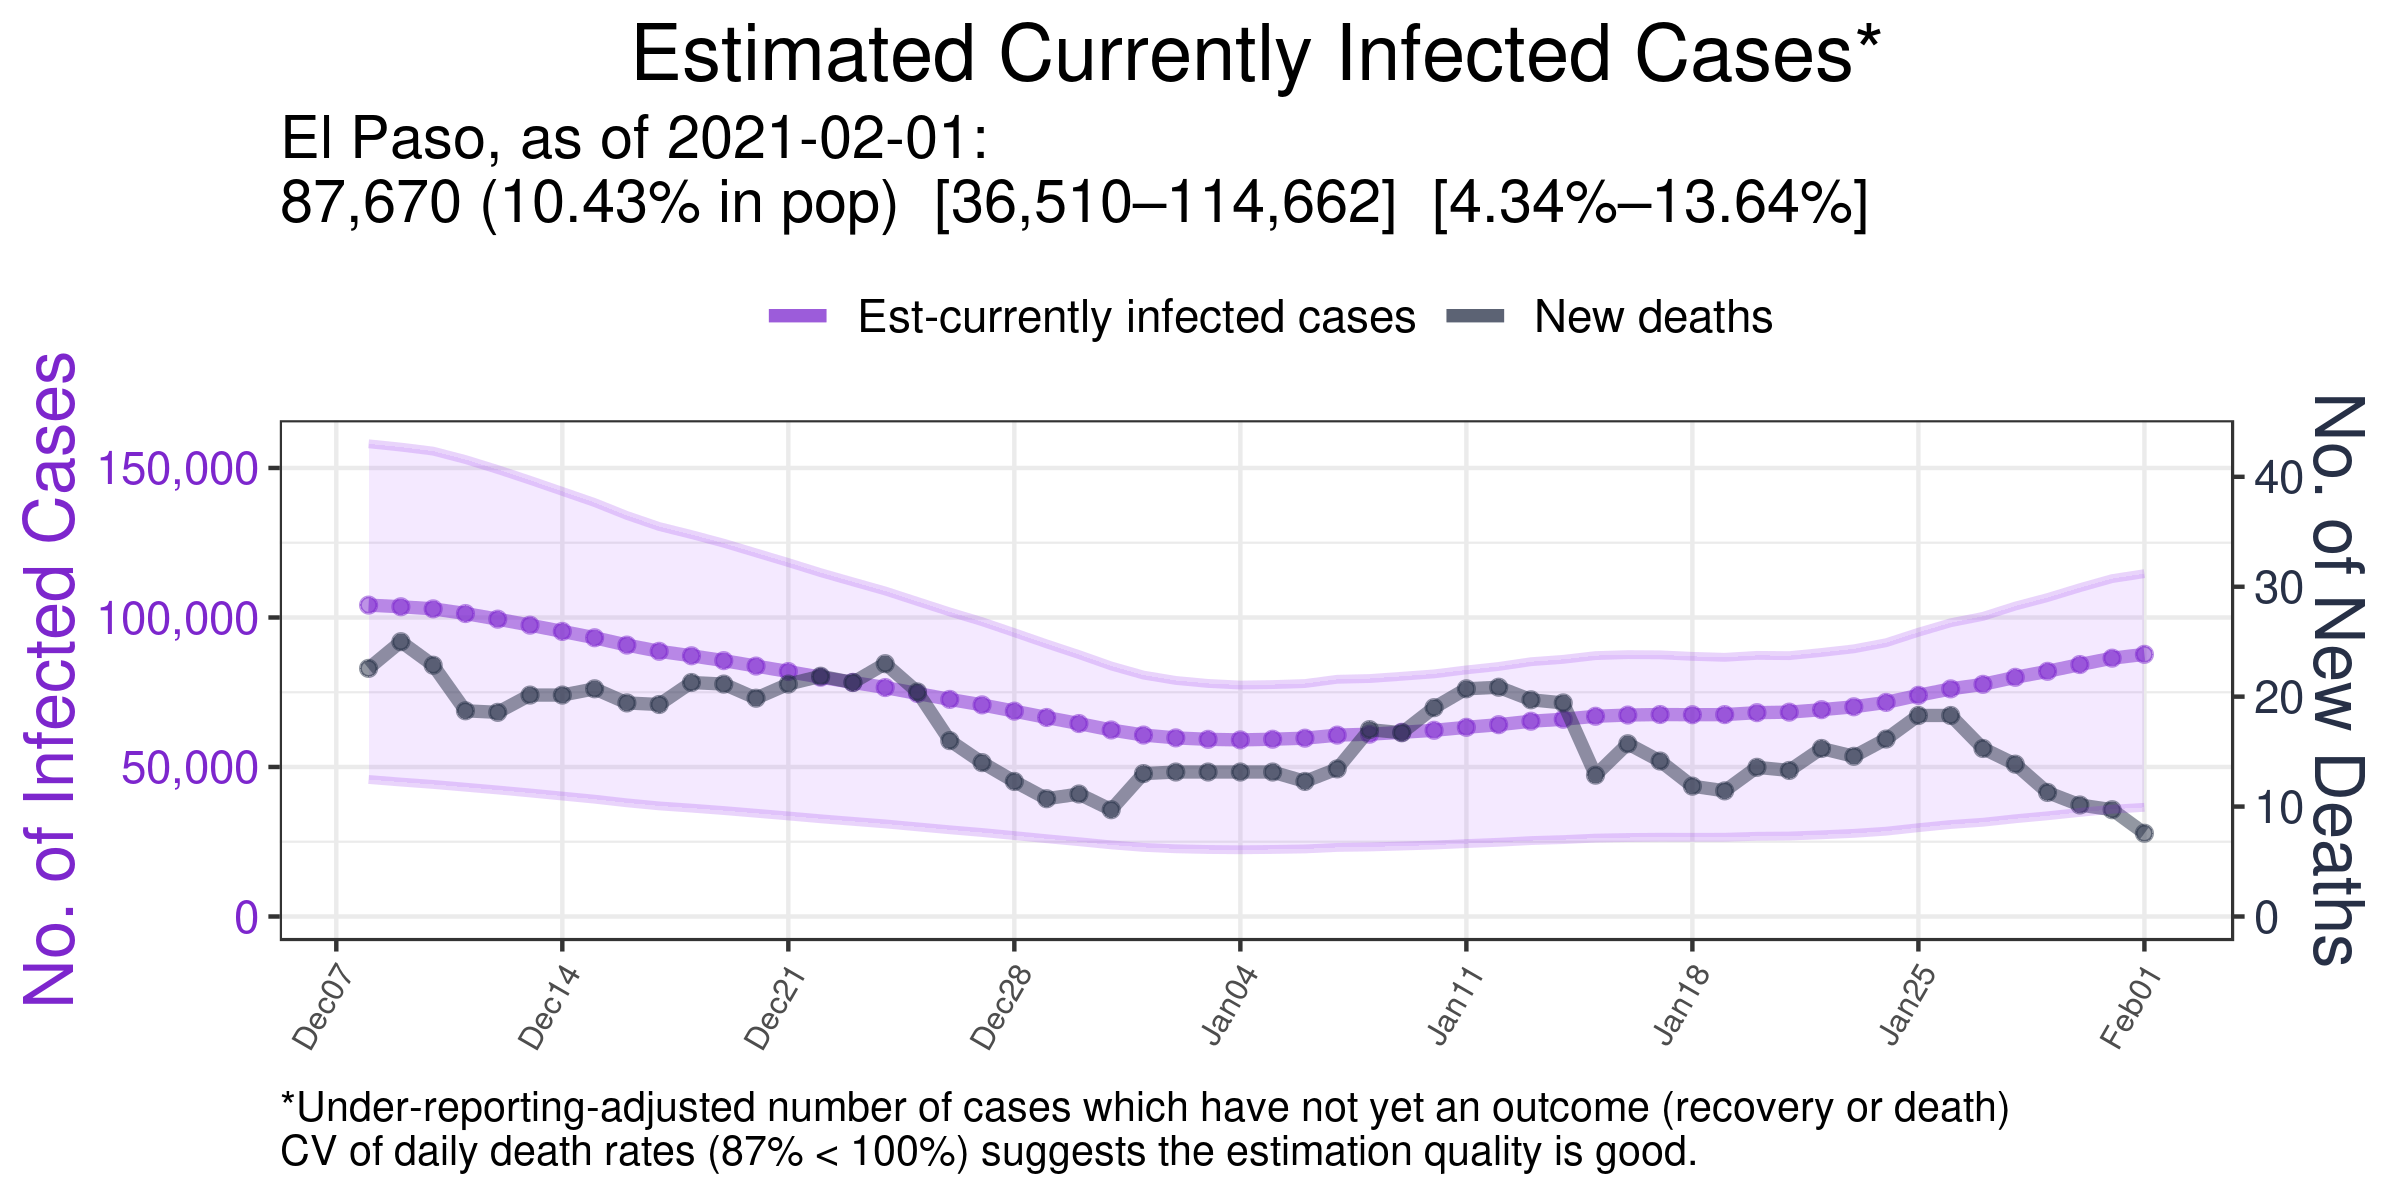 Estimated Currently Infected Cases*
El Paso, as of 2021-02-01:
87,670 (10.43% in pop)  [36,510–114,662]  [4.34%–13.64%]
Est-currently infected cases
New deaths
No. of Infected Cases
150,000
100,000
50,000
0
40
30
20
10
0
No. of New Deaths
Dec07
Dec14
Dec21
Dec28
Jan04
Jan11
Jan18
Jan25
Feb01
*Under-reporting-adjusted number of cases which have not yet an outcome (recovery or death)
CV of daily death rates (87% < 100%) suggests the estimation quality is good.